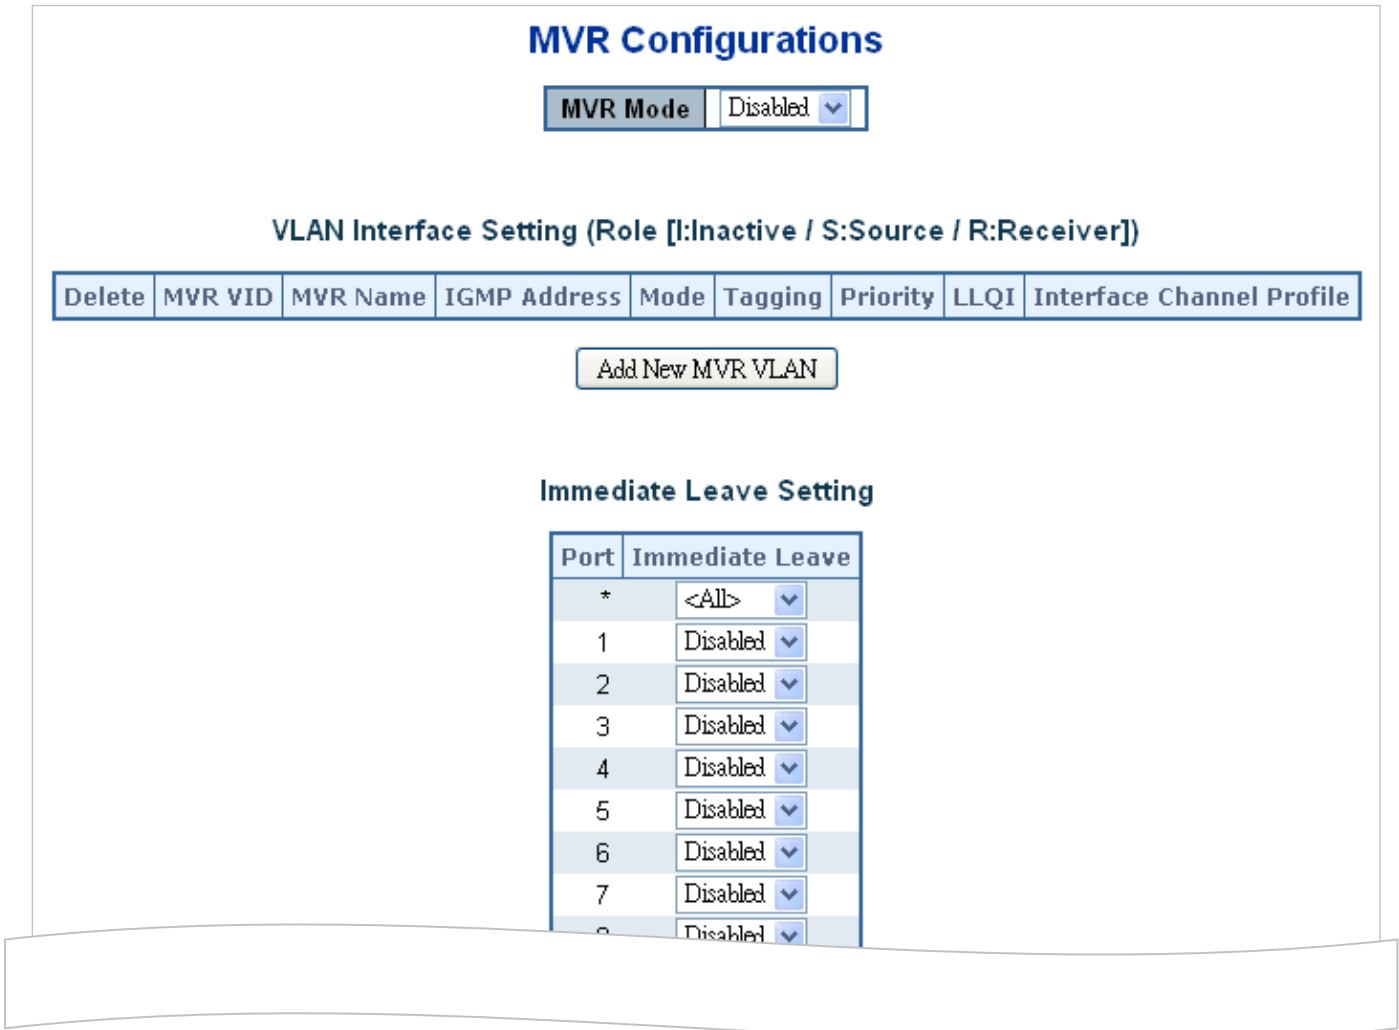 MVR Configurations
MVR Mode Disabled
VLAN Interface Setting (Role [I:Inactive / S:Source / R:Receiver])
Delete MVR VID MVR Name IGMP Address Mode Tagging Priority LLQI Interface Channel Profile
Add New MVR VLAN
Immediate Leave Setting
Port Immediate Leave
* <All>
1 Disabled
2 Disabled
3 Disabled
4 Disabled
5 Disabled
6 Disabled
7 Disabled
Disabled